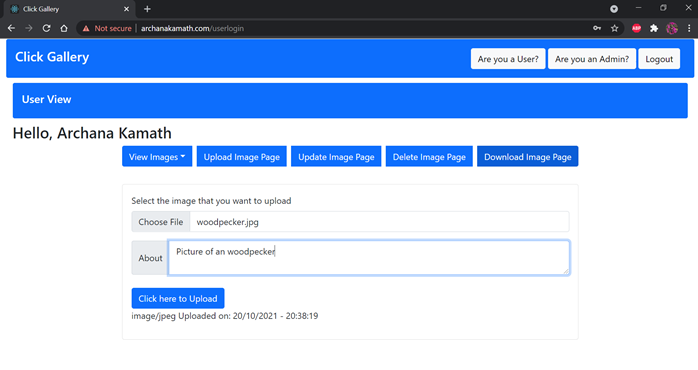 Click Gallery
Not secure | archanakamath.com/userlogin
ABP
Click Gallery
Are you a User? Are you an Admin? Logout
User View
Hello, Archana Kamath
View Images Upload Image Page Update Image Page Delete Image Page Download Image Page
Select the image that you want to upload
Choose File woodpecker.jpg
About Picture of an woodpecker
Click here to Upload
image/jpeg Uploaded on: 20/10/2021 - 20:38:19